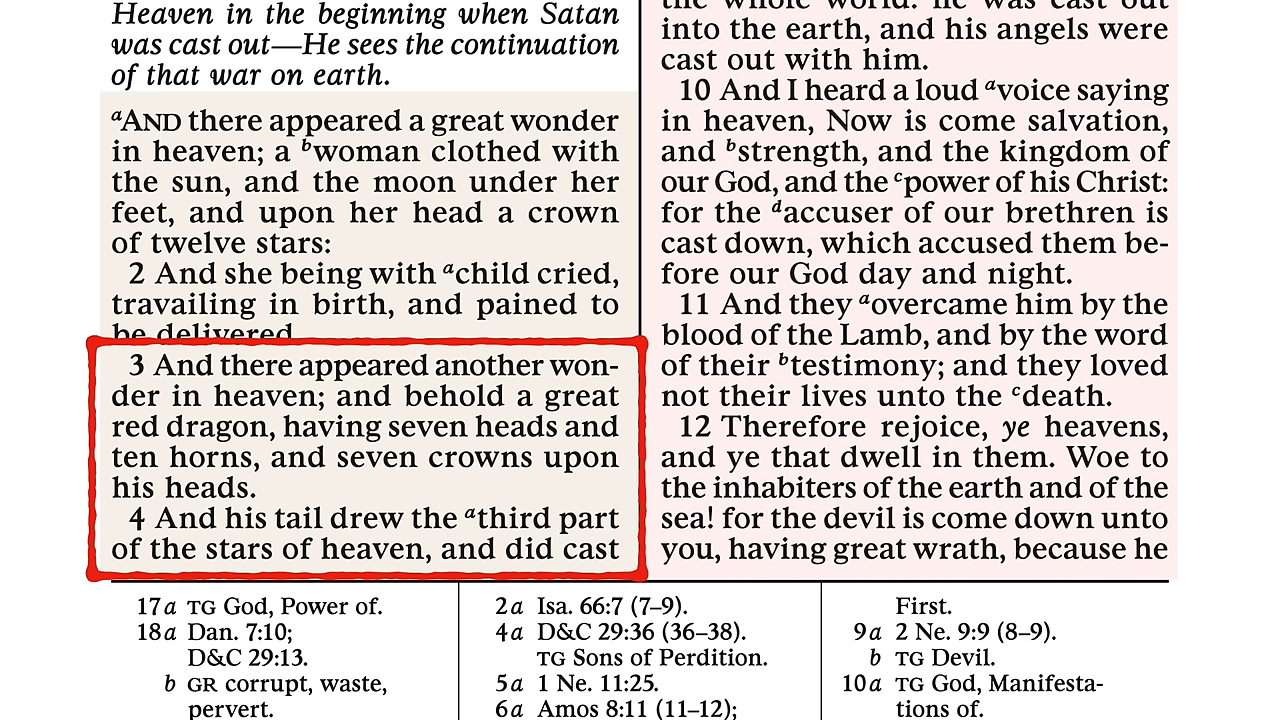 Heaven in the beginning when Satan
was cast out—He sees the continuation
of that war on earth.
aAND there appeared a great wonder
in heaven; a bwoman clothed with
the sun, and the moon under her
feet, and upon her head a crown
of twelve stars:
2 And she being with achild cried,
travailing in birth, and pained to
be delivered.
3 And there appeared another won-
der in heaven; and behold a great
red dragon, having seven heads and
ten horns, and seven crowns upon
his heads.
4 And his tail drew the athird part
of the stars of heaven, and did cast
the whole world: he was cast out
into the earth, and his angels were
cast out with him.
10 And I heard a loud avoice saying
in heaven, Now is come salvation,
and bstrength, and the kingdom of
our God, and the cpower of his Christ:
for the daccuser of our brethren is
cast down, which accused them be-
fore our God day and night.
11 And they aovercame him by the
blood of the Lamb, and by the word
of their btestimony; and they loved
not their lives unto the cdeath.
12 Therefore rejoice, ye heavens,
and ye that dwell in them. Woe to
the inhabiters of the earth and of the
sea! for the devil is come down unto
you, having great wrath, because he
17a TG God, Power of.
18a Dan. 7:10;
D&C 29:13.
b GR corrupt, waste,
pervert.
2a Isa. 66:7 (7–9).
4a D&C 29:36 (36–38).
TG Sons of Perdition.
5a 1 Ne. 11:25.
6a Amos 8:11 (11–12);
First.
9a 2 Ne. 9:9 (8–9).
b TG Devil.
10a TG God, Manifesta-
tions of.